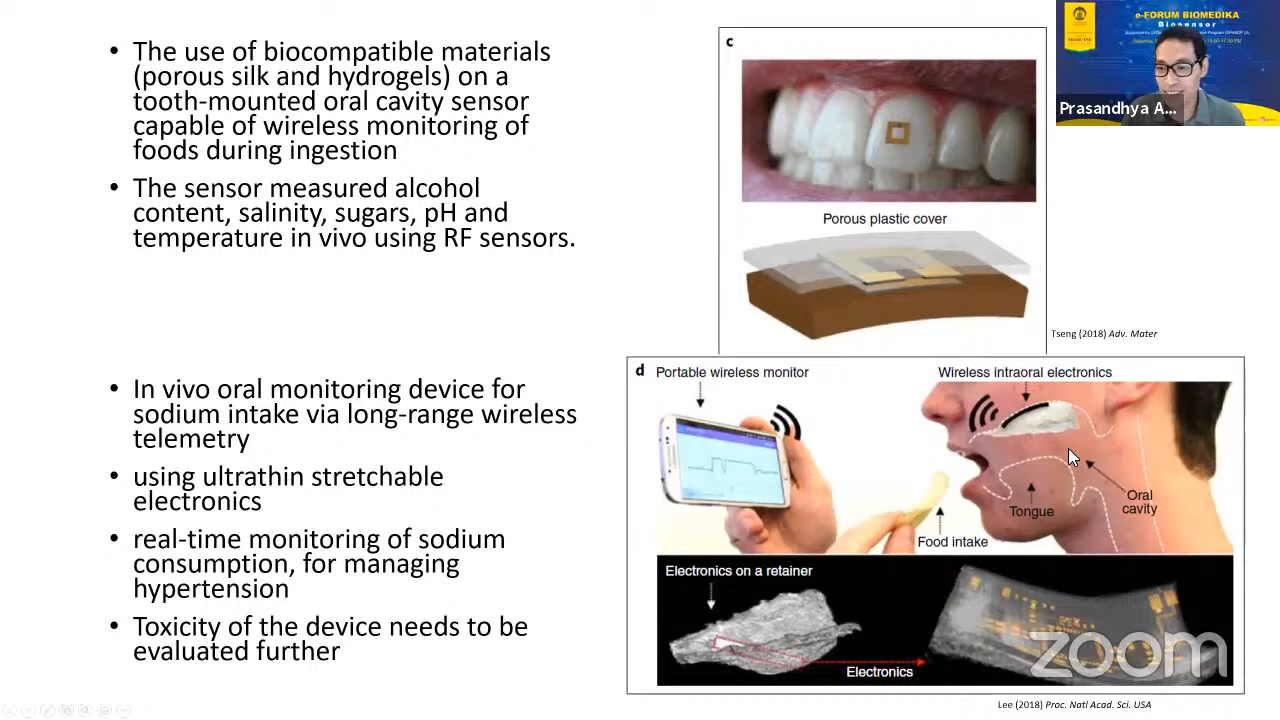 • The use of biocompatible materials
(porous silk and hydrogels) on a
tooth-mounted oral cavity sensor
capable of wireless monitoring of
foods during ingestion
• The sensor measured alcohol
content, salinity, sugars, pH and
temperature in vivo using RF sensors.
• In vivo oral monitoring device for
sodium intake via long-range wireless
telemetry
• using ultrathin stretchable
electronics
• real-time monitoring of sodium
consumption, for managing
hypertension
• Toxicity of the device needs to be
evaluated further
c
Porous plastic cover
Tseng (2018) Adv. Mater
d
Portable wireless monitor
Wireless intraoral electronics
Tongue
Oral
cavity
Food intake
Electronics on a retainer
Electronics
zoom
Lee (2018) Proc. Natl Acad. Sci. USA
e-FORUM BIOMEDIKA
Biosensor
Prasandhya A...